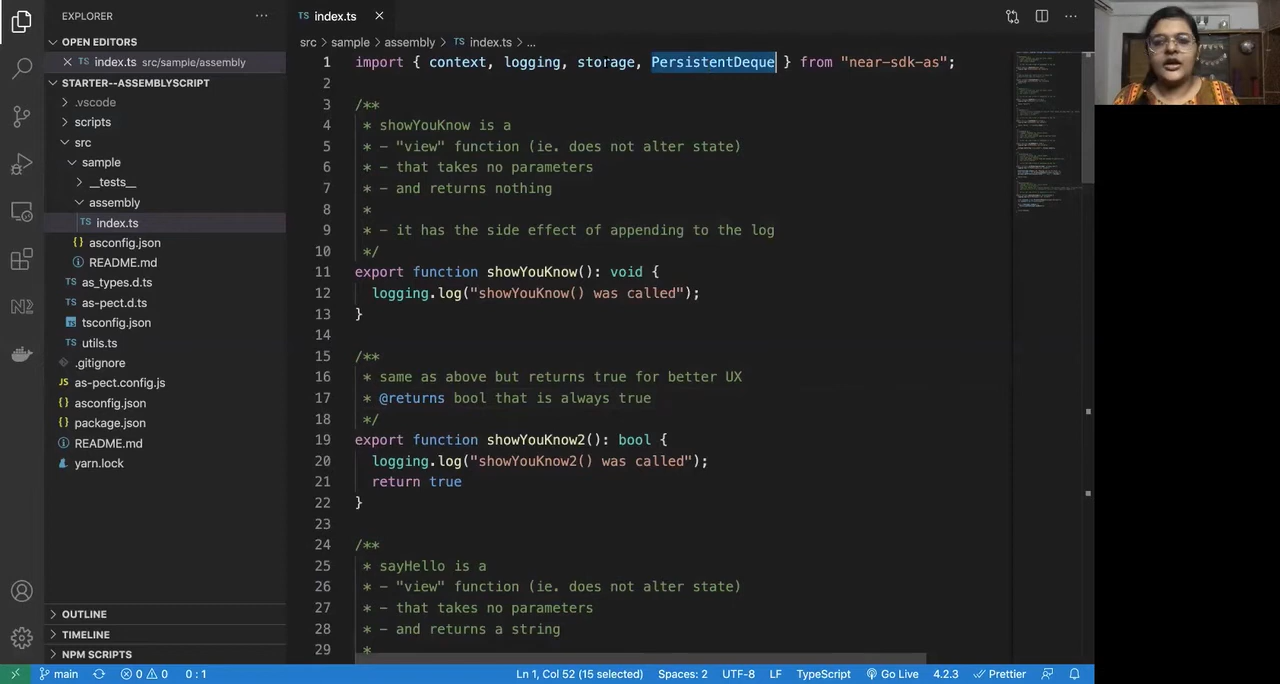 EXPLORER
OPEN EDITORS
index.ts src/sample/assembly
STARTER--ASSEMBLYSCRIPT
.vscode
scripts
src
sample
__tests__
assembly
TS index.ts
{} asconfig.json
README.md
TS as_types.d.ts
TS as-pect.d.ts
tsconfig.json
TS utils.ts
.gitignore
JS as-pect.config.js
{} asconfig.json
{} package.json
README.md
yarn.lock
OUTLINE
TIMELINE
NPM SCRIPTS
TS index.ts
src > sample > assembly > TS index.ts > ...
1 import { context, logging, storage, PersistentDeque } from "near-sdk-as";
2
3 /**
4 * showYouKnow is a
5 * - "view" function (ie. does not alter state)
6 * - that takes no parameters
7 * - and returns nothing
8 *
9 * - it has the side effect of appending to the log
10 */
11 export function showYouKnow(): void {
12 logging.log("showYouKnow() was called");
13 }
14
15 /**
16 * same as above but returns true for better UX
17 * @returns bool that is always true
18 */
19 export function showYouKnow2(): bool {
20 logging.log("showYouKnow2() was called");
21 return true
22 }
23
24 /**
25 * sayHello is a
26 * - "view" function (ie. does not alter state)
27 * - that takes no parameters
28 * - and returns a string
29 *
main 0 0 0 : 1 Ln 1, Col 52 (15 selected) Spaces: 2 UTF-8 LF TypeScript Go Live 4.2.3 Prettier